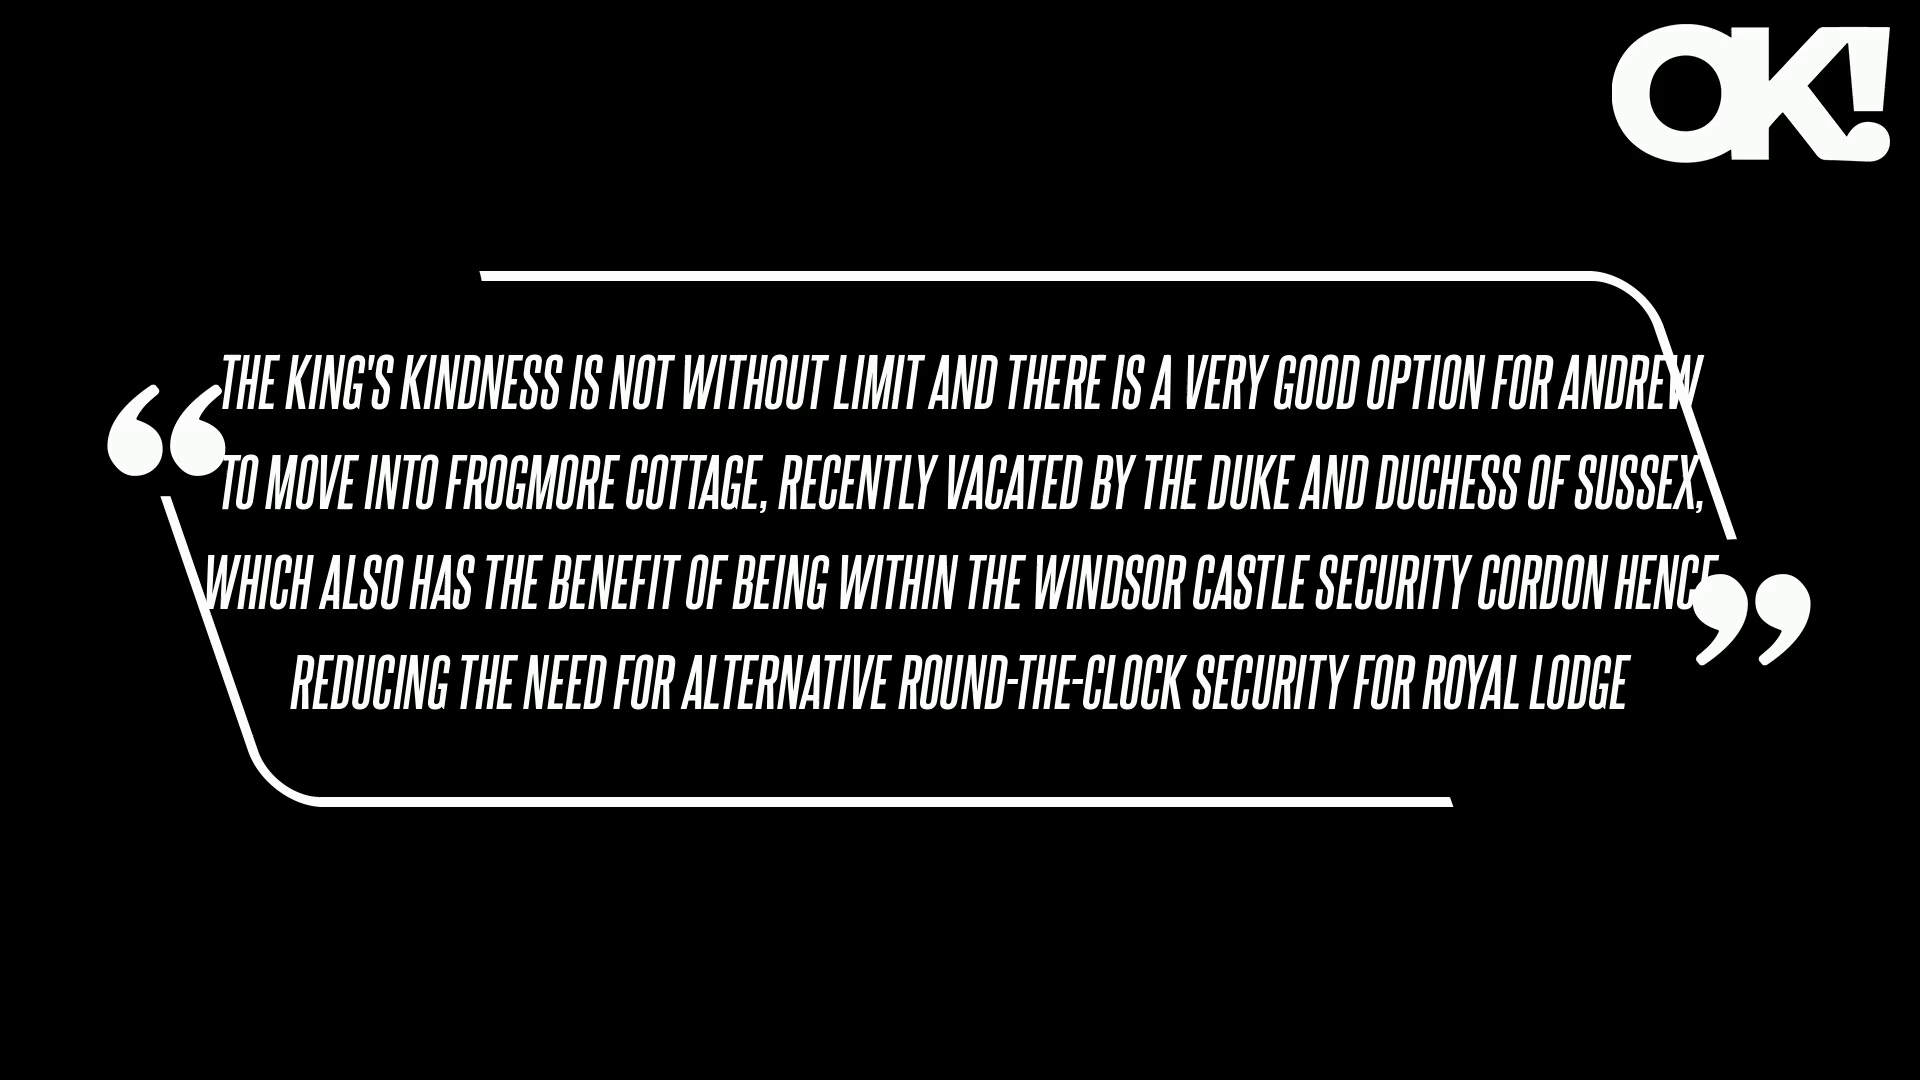 OK!
“THE KING'S KINDNESS IS NOT WITHOUT LIMIT AND THERE IS A VERY GOOD OPTION FOR ANDREW
TO MOVE INTO FROGMORE COTTAGE, RECENTLY VACATED BY THE DUKE AND DUCHESS OF SUSSEX,
WHICH ALSO HAS THE BENEFIT OF BEING WITHIN THE WINDSOR CASTLE SECURITY CORDON HENCE
REDUCING THE NEED FOR ALTERNATIVE ROUND-THE-CLOCK SECURITY FOR ROYAL LODGE”